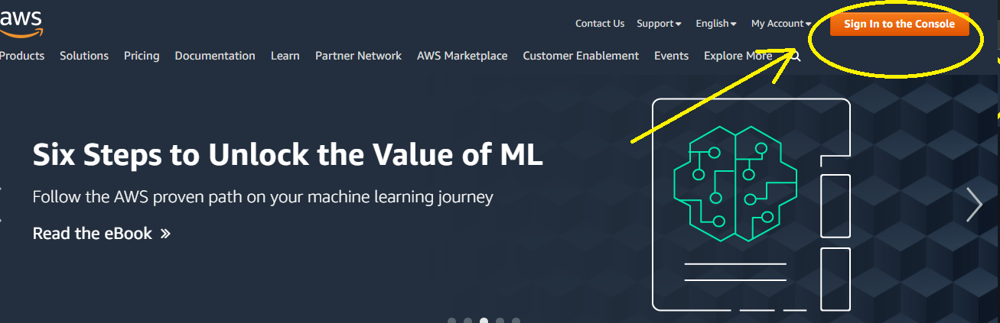 aws
Contact Us Support English My Account Sign In to the Console
Products Solutions Pricing Documentation Learn Partner Network AWS Marketplace Customer Enablement Events Explore More
Six Steps to Unlock the Value of ML
Follow the AWS proven path on your machine learning journey
Read the eBook »